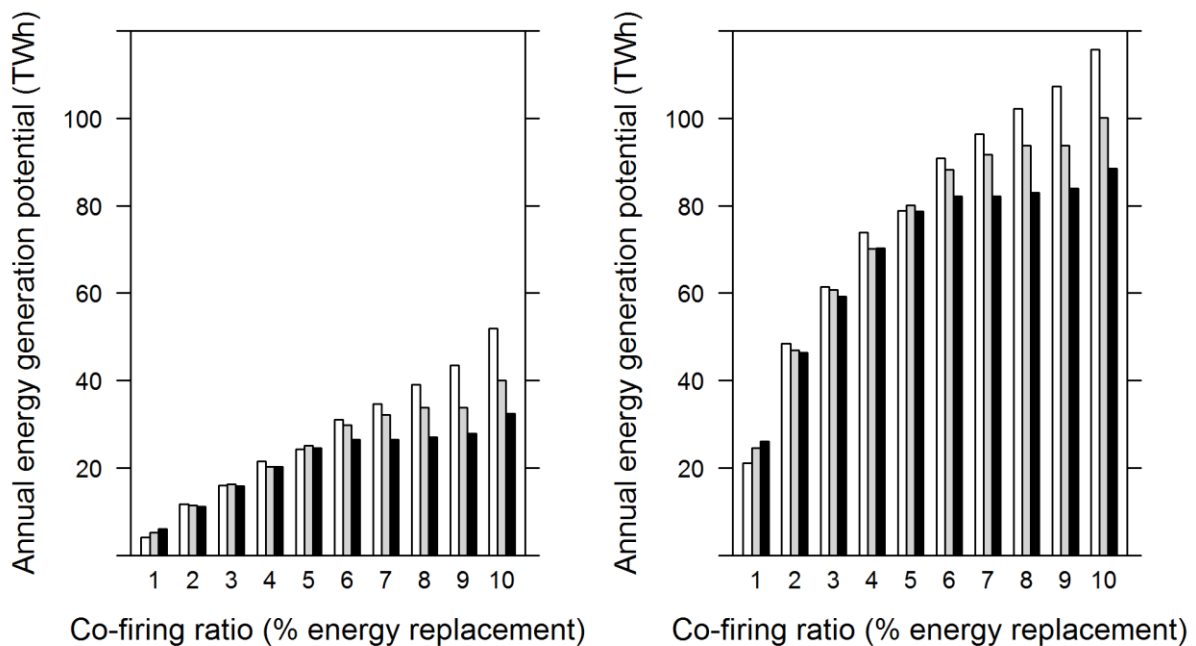 Annual energy generation potential (TWh)
100
80
60
40
20
1 2 3 4 5 6 7 8 9 10
Co-firing ratio (% energy replacement)
Annual energy generation potential (TWh)
100
80
60
40
20
1 2 3 4 5 6 7 8 9 10
Co-firing ratio (% energy replacement)